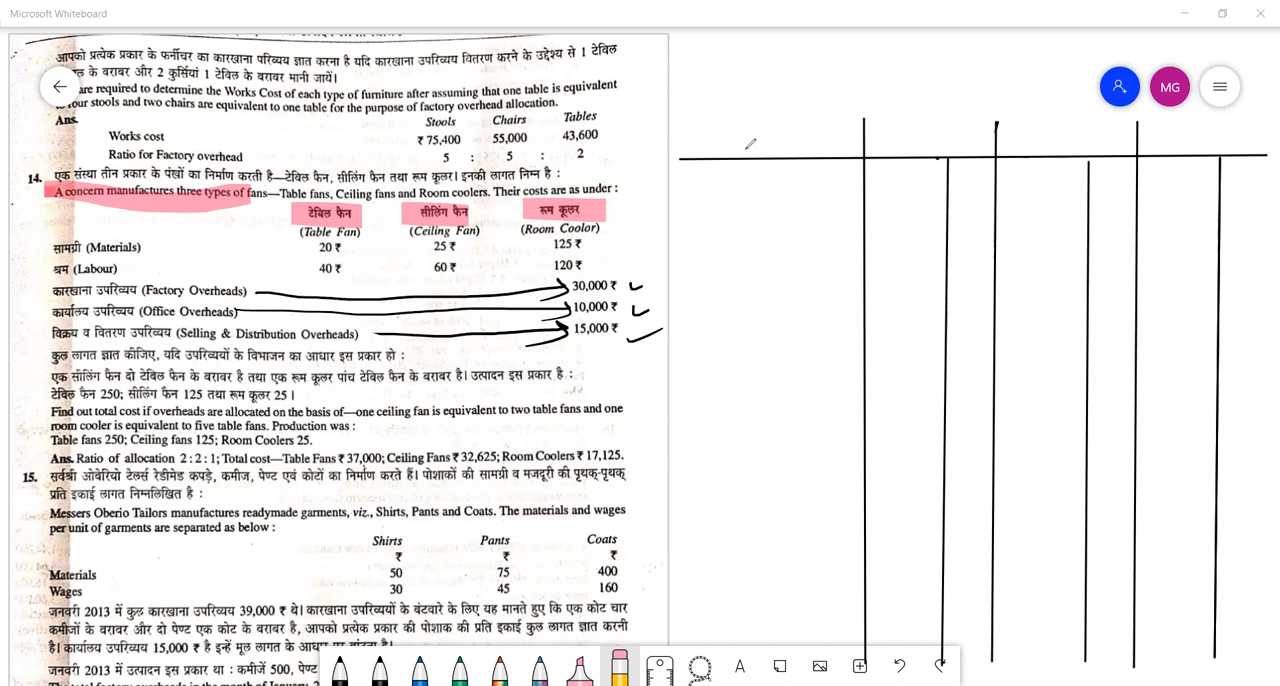 Microsoft Whiteboard
आपको प्रत्येक प्रकार के फर्नीचर का कारखाना परिव्यय ज्ञात करना है यदि कारखाना उपरिव्यय वितरण करने के उद्देश्य से 1 टेविल
के बराबर और 2 कुर्सियां 1 टेविल के बराबर मानी जायें।
are required to determine the Works Cost of each type of furniture after assuming that one table is equivalent
four stools and two chairs are equivalent to one table for the purpose of factory overhead allocation.
Ans. Stools Chairs Tables
Works cost ₹ 75,400 55,000 43,600
Ratio for Factory overhead 5 : 5 : 2
14. एक संस्था तीन प्रकार के पंखों का निर्माण करती है—टेविल फैन, सीलिंग फैन तथा रूम कूलर। इनकी लागत निम्न है :
A concern manufactures three types of fans—Table fans, Ceiling fans and Room coolers. Their costs are as under :
टेविल फैन सीलिंग फैन रूम कूलर
(Table Fan) (Ceiling Fan) (Room Coolor)
सामग्री (Materials) 20 ₹ 25 ₹ 125 ₹
श्रम (Labour) 40 ₹ 60 ₹ 120 ₹
कारखाना उपरिव्यय (Factory Overheads) 30,000 ₹
कार्यालय उपरिव्यय (Office Overheads) 10,000 ₹
विक्रय व वितरण उपरिव्यय (Selling & Distribution Overheads) 15,000 ₹
कुल लागत ज्ञात कीजिए, यदि उपरिव्ययों के विभाजन का आधार इस प्रकार हो :
एक सीलिंग फैन दो टेविल फैन के बराबर है तथा एक रूम कूलर पांच टेविल फैन के बराबर है। उत्पादन इस प्रकार है :
टेविल फैन 250; सीलिंग फैन 125 तथा रूम कूलर 25 ।
Find out total cost if overheads are allocated on the basis of—one ceiling fan is equivalent to two table fans and one
room cooler is equivalent to five table fans. Production was :
Table fans 250; Ceiling fans 125; Room Coolers 25.
Ans. Ratio of allocation 2 : 2 : 1; Total cost—Table Fans ₹ 37,000; Ceiling Fans ₹ 32,625; Room Coolers ₹ 17,125.
15. सर्वश्री ओवेरियो टेलर्स रेडीमेड कपड़े, कमीज, पेण्ट एवं कोटों का निर्माण करते हैं। पोशाकों की सामग्री व मजदूरी की पृथक्-पृथक्
प्रति इकाई लागत निम्नलिखित है :
Messers Oberio Tailors manufactures readymade garments, viz., Shirts, Pants and Coats. The materials and wages
per unit of garments are separated as below :
Shirts Pants Coats
₹ ₹ ₹
Materials 50 75 400
Wages 30 45 160
जनवरी 2013 में कुल कारखाना उपरिव्यय 39,000 ₹ थे। कारखाना उपरिव्ययों के बंटवारे के लिए यह मानते हुए कि एक कोट चार
कमीजों के बराबर और दो पेण्ट एक कोट के बराबर है, आपको प्रत्येक प्रकार की पोशाक की प्रति इकाई कुल लागत ज्ञात करनी
है। कार्यालय उपरिव्यय 15,000 ₹ है इन्हें मूल लागत के
जनवरी 2013 में उत्पादन इस प्रकार था : कमीजें 500, पेण्ट
MG